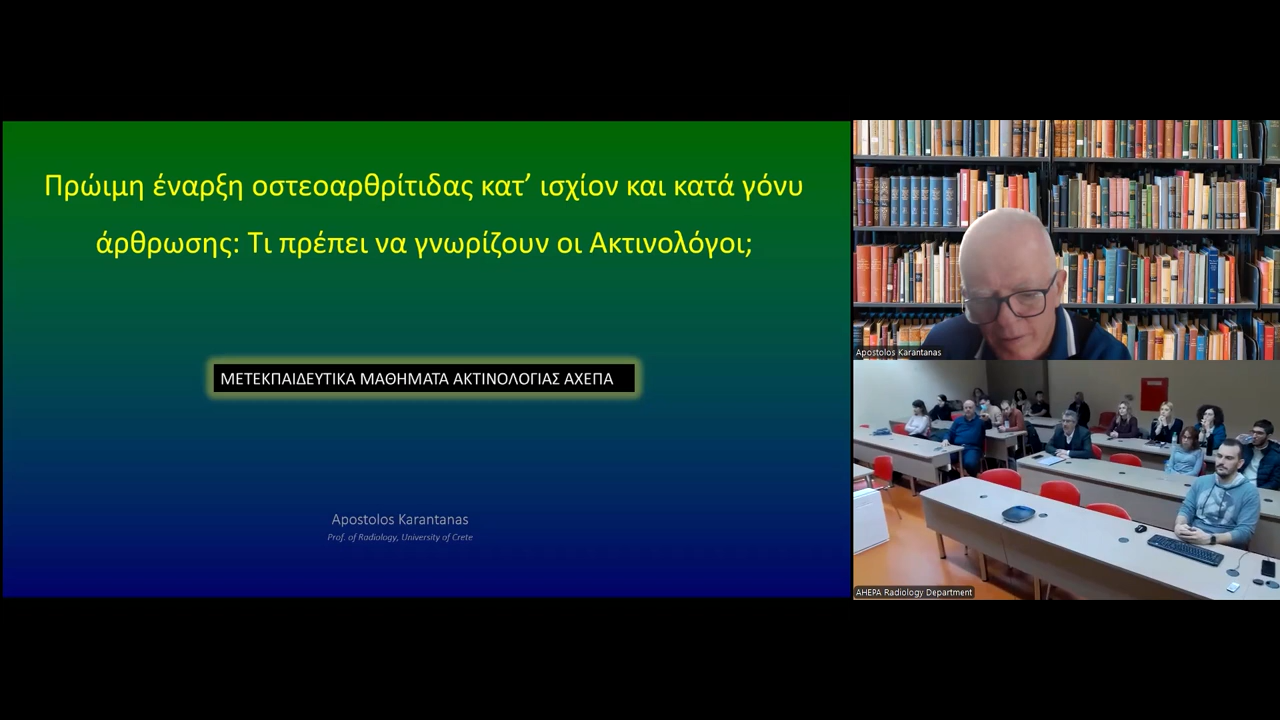 Πρώιμη έναρξη οστεοαρθρίτιδας κατ’ ισχίον και κατά γόνυ
άρθρωσης: Τι πρέπει να γνωρίζουν οι Ακτινολόγοι;
ΜΕΤΕΚΠΑΙΔΕΥΤΙΚΑ ΜΑΘΗΜΑΤΑ ΑΚΤΙΝΟΛΟΓΙΑΣ ΑΧΕΠΑ
Apostolos Karantanas
Prof. of Radiology, University of Crete
Apostolos Karantanas
AHEPA Radiology Department